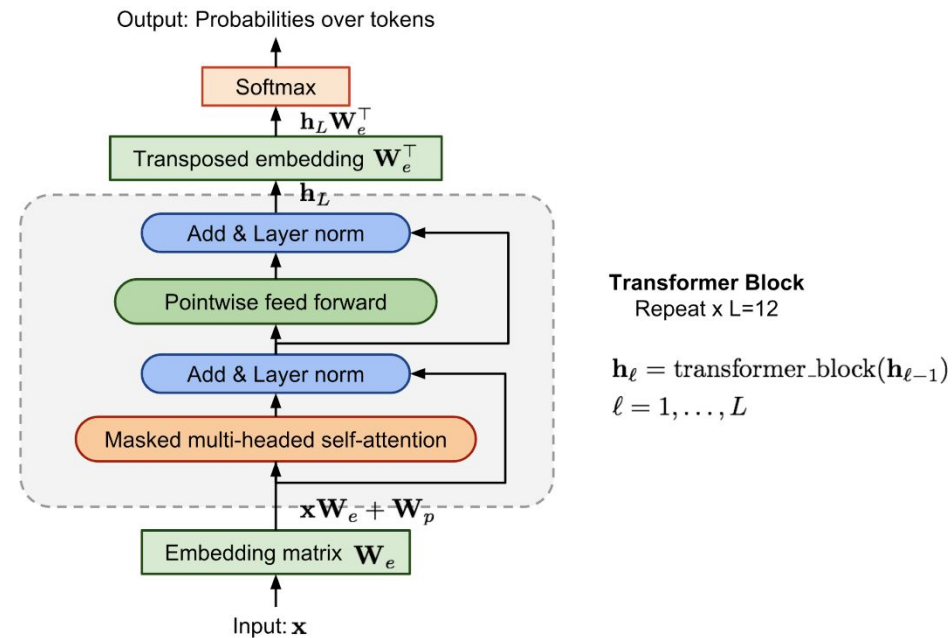 Output: Probabilities over tokens
Softmax
h_L W_e^⊤
Transposed embedding W_e^⊤
h_L
Add & Layer norm
Pointwise feed forward
Add & Layer norm
Masked multi-headed self-attention
xW_e + W_p
Embedding matrix W_e
Input: x
Transformer Block
Repeat x L=12
h_ℓ = transformer_block(h_{ℓ−1})
ℓ = 1, . . . , L